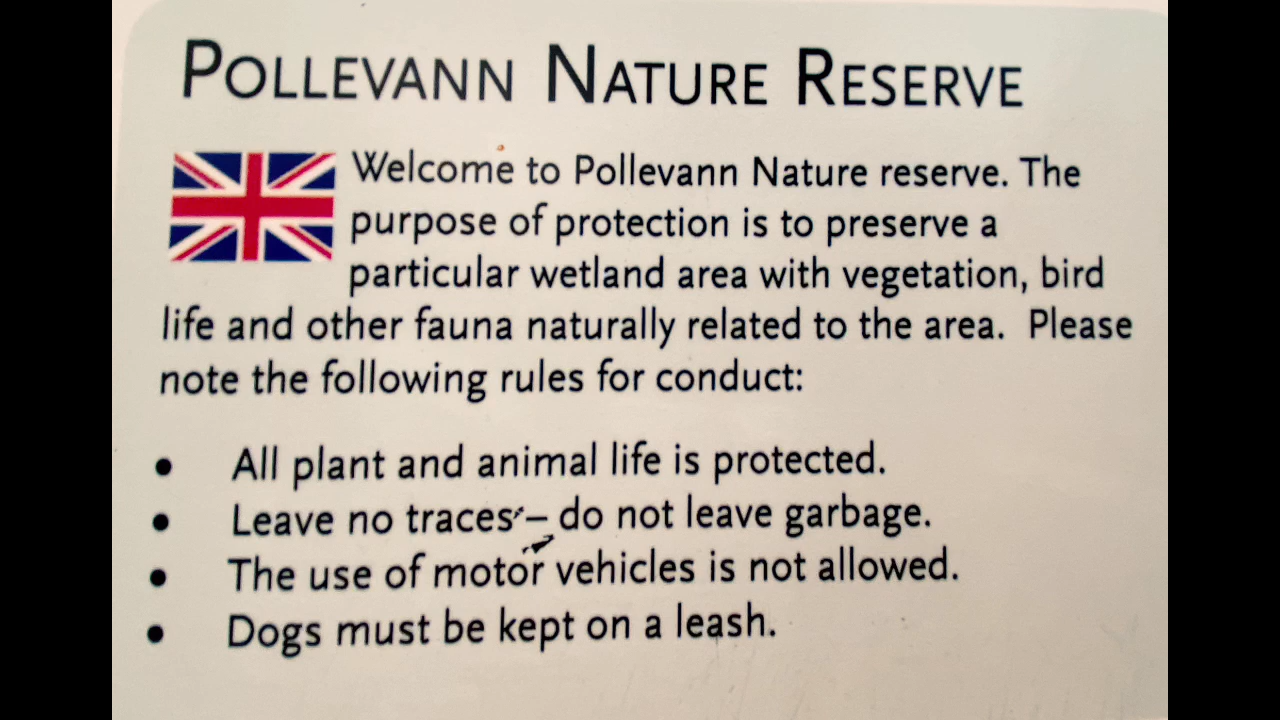 POLLEVANN NATURE RESERVE
Welcome to Pollevann Nature reserve. The
purpose of protection is to preserve a
particular wetland area with vegetation, bird
life and other fauna naturally related to the area. Please
note the following rules for conduct:
• All plant and animal life is protected.
• Leave no traces – do not leave garbage.
• The use of motor vehicles is not allowed.
• Dogs must be kept on a leash.